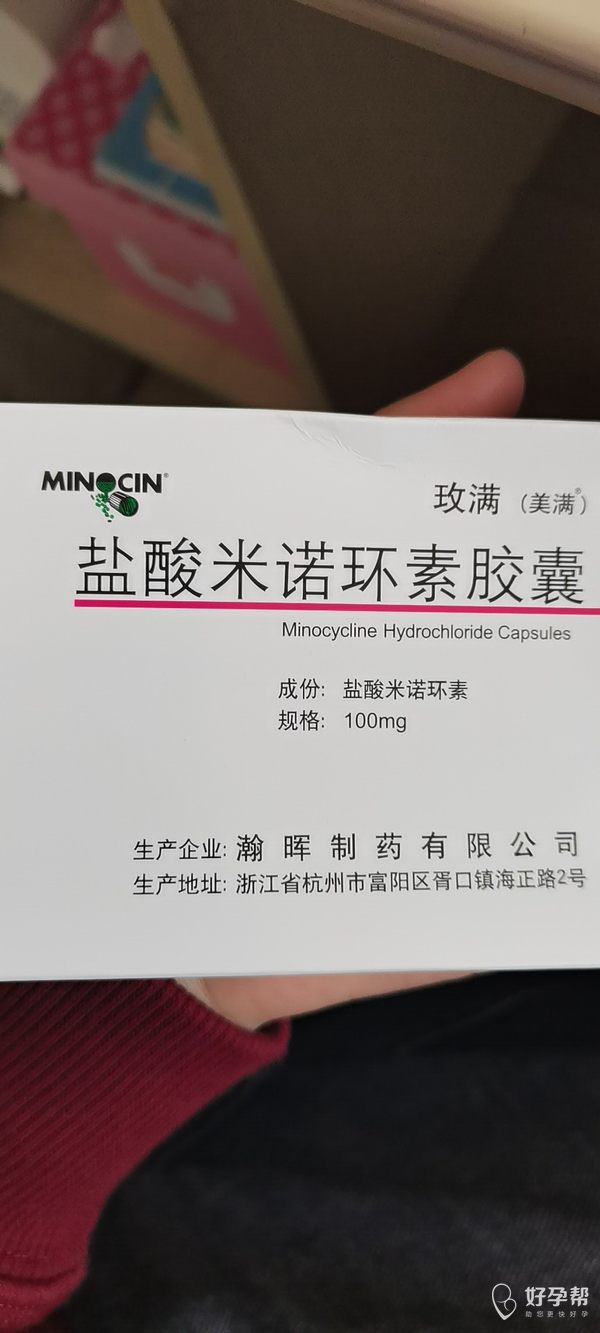 MINOCIN®
玫满（美满®）
盐酸米诺环素胶囊
Minocycline Hydrochloride Capsules
成份: 盐酸米诺环素
规格: 100mg
生产企业: 瀚晖制药有限公司
生产地址: 浙江省杭州市富阳区胥口镇海正路2号
好孕帮
助您更快好孕